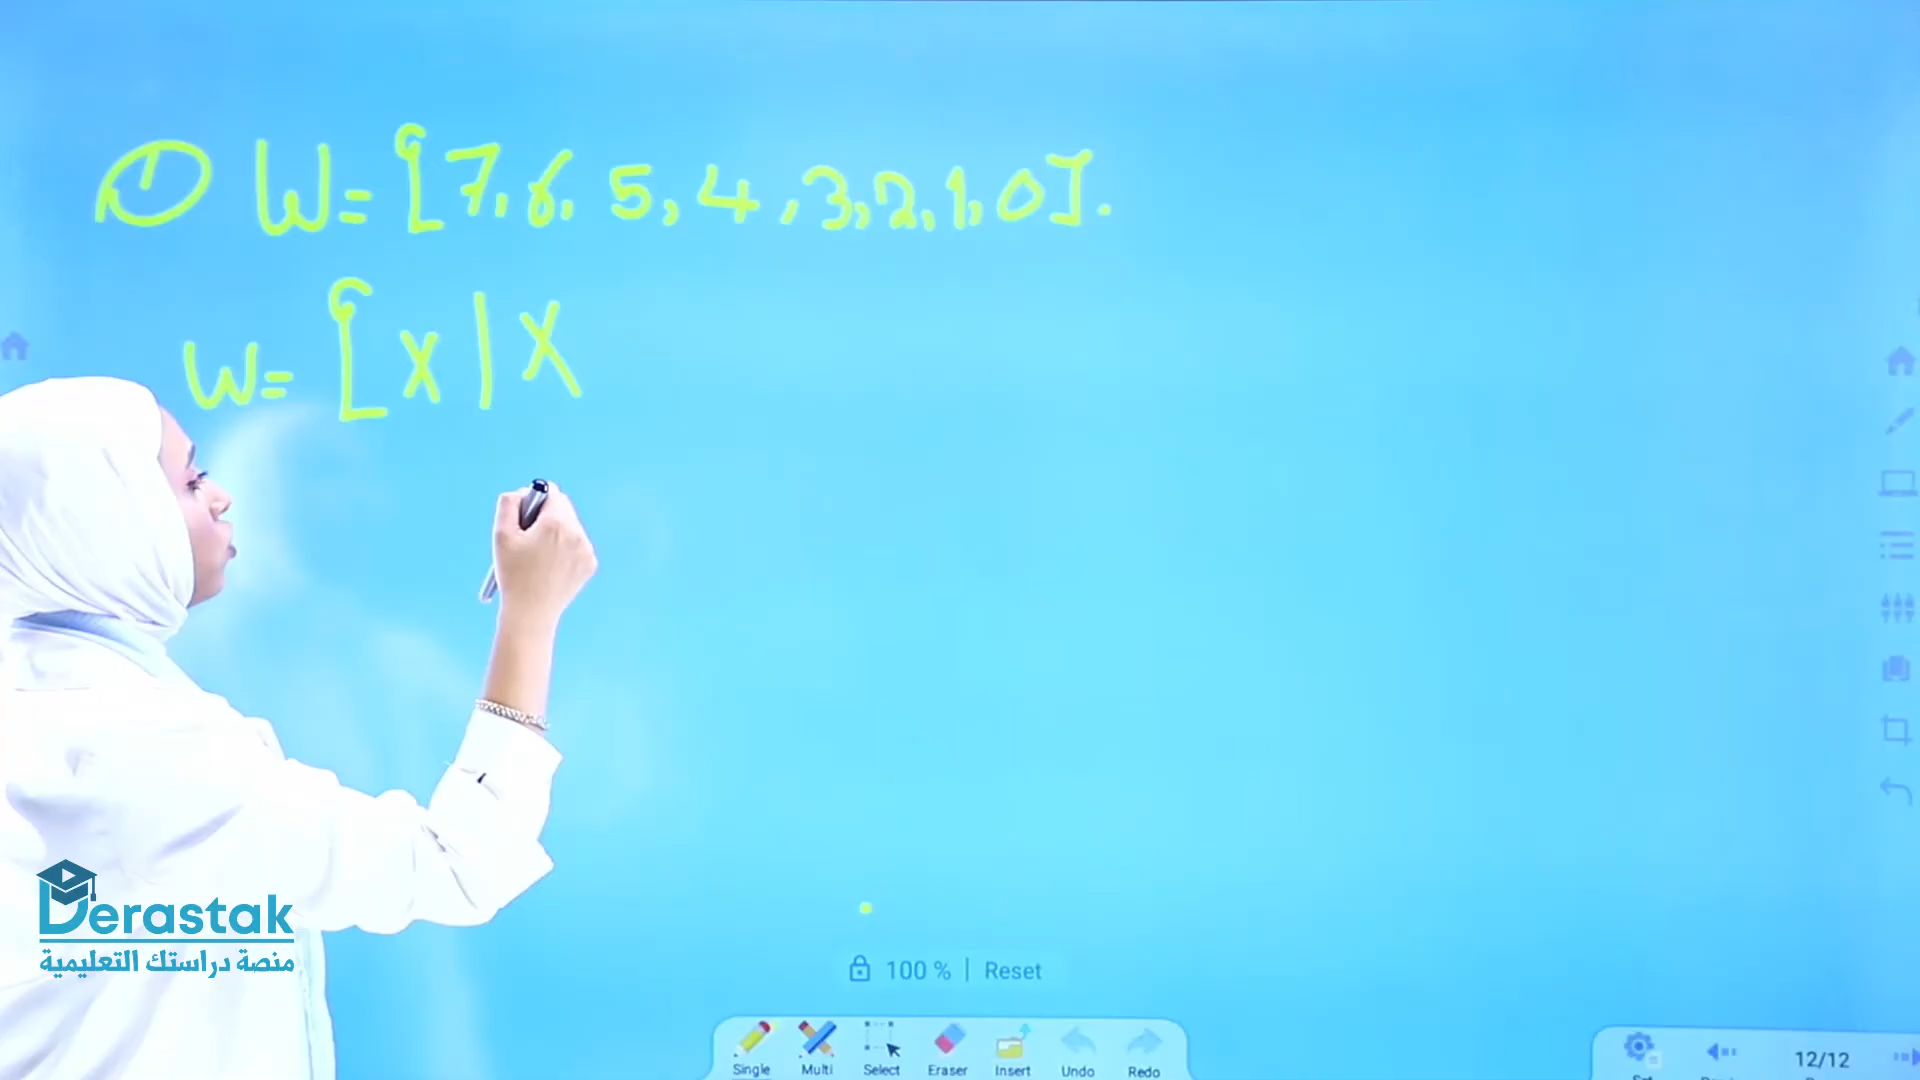 ① W= [7, 6, 5, 4, 3, 2, 1, 0].
W= [ x | x
Derastak
منصة دراستك التعليمية
100 % | Reset
Single Multi Select Eraser Insert Undo Redo
12/12